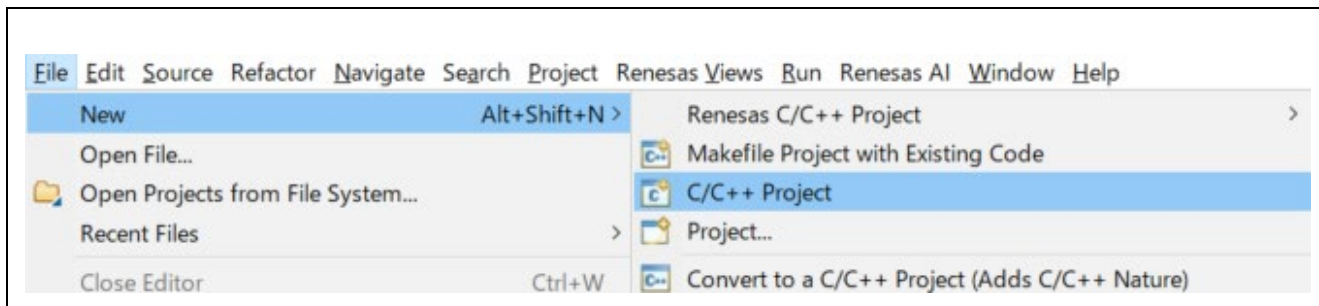 File Edit Source Refactor Navigate Search Project Renesas Views Run Renesas AI Window Help
New Alt+Shift+N >
Open File...
Open Projects from File System...
Recent Files >
Close Editor Ctrl+W
Renesas C/C++ Project >
Makefile Project with Existing Code
C/C++ Project
Project...
Convert to a C/C++ Project (Adds C/C++ Nature)